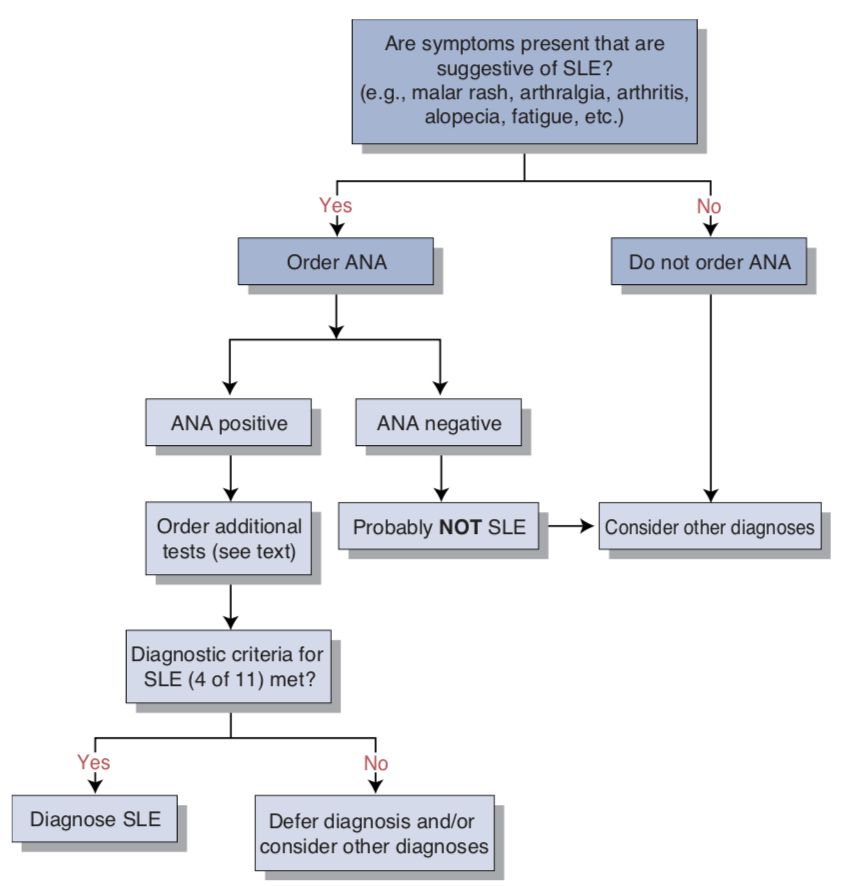 Are symptoms present that are
suggestive of SLE?
(e.g., malar rash, arthralgia, arthritis,
alopecia, fatigue, etc.)
Yes
No
Order ANA
Do not order ANA
ANA positive
ANA negative
Order additional
tests (see text)
Probably NOT SLE
Consider other diagnoses
Diagnostic criteria for
SLE (4 of 11) met?
Yes
No
Diagnose SLE
Defer diagnosis and/or
consider other diagnoses